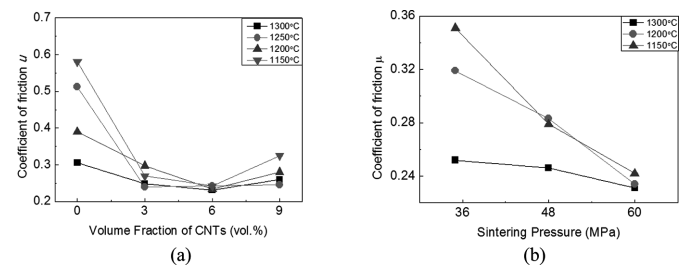 (a)
0.7
0.6
0.5
0.4
0.3
0.2
Coefficient of friction u
1300°C
1250°C
1200°C
1150°C
0 3 6 9
Volume Fraction of CNTs (vol.%)
(a)
(b)
0.36
0.32
0.28
0.24
Coefficient of friction μ
1300°C
1200°C
1150°C
36 48 60
Sintering Pressure (MPa)
(b)